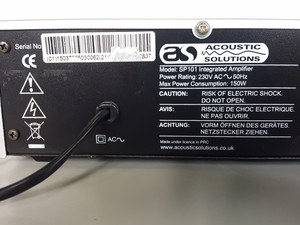 Serial No
as ACOUSTIC
SOLUTIONS
Model: SP101 Integrated Amplifier
Power Rating: 230V AC~50Hz
Max Power Consumption: 150W
CAUTION: RISK OF ELECTRIC SHOCK.
DO NOT OPEN.
AVIS: RISQUE DE CHOC ELECTRIQUE
NE PAS OUVRIR.
ACHTUNG: VORM ÖFFNEN DES GERÄTES.
NETZSTECKER ZIEHEN.
Made under licence in PRC
www.acousticsolutions.co.uk
AC~